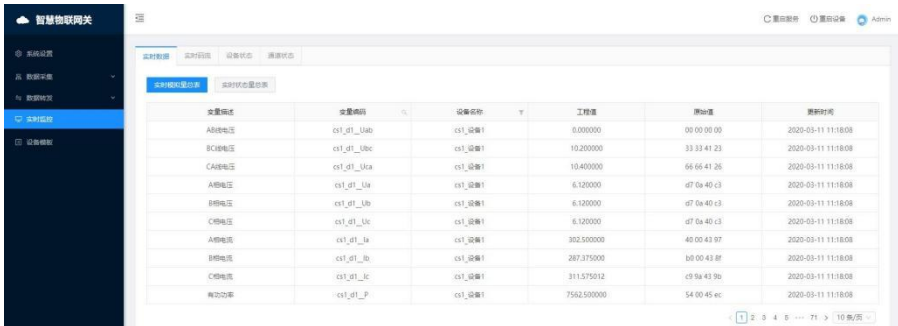 智慧物联网关
重启服务 重启设备 Admin
系统设置
数据采集
数据转发
实时监控
设备模板
实时数据 实时日志 设备状态 通道状态
实时模拟量总表 实时状态量总表
变量描述 变量编码 设备名称 工程值 原始值 更新时间
AB线电压 cs1_d1__Uab cs1_设备1 0.000000 00 00 00 00 2020-03-11 11:18:08
BC线电压 cs1_d1__Ubc cs1_设备1 10.200000 33 33 41 23 2020-03-11 11:18:08
CA线电压 cs1_d1__Uca cs1_设备1 10.400000 66 66 41 26 2020-03-11 11:18:08
A相电压 cs1_d1__Ua cs1_设备1 6.120000 d7 0a 40 c3 2020-03-11 11:18:08
B相电压 cs1_d1__Ub cs1_设备1 6.120000 d7 0a 40 c3 2020-03-11 11:18:08
C相电压 cs1_d1__Uc cs1_设备1 6.120000 d7 0a 40 c3 2020-03-11 11:18:08
A相电流 cs1_d1__Ia cs1_设备1 302.500000 40 00 43 97 2020-03-11 11:18:08
B相电流 cs1_d1__Ib cs1_设备1 287.375000 b0 00 43 8f 2020-03-11 11:18:08
C相电流 cs1_d1__Ic cs1_设备1 311.575012 c9 9a 43 9b 2020-03-11 11:18:08
有功功率 cs1_d1__P cs1_设备1 7562.500000 54 00 45 ec 2020-03-11 11:18:08
< 1 2 3 4 5 ··· 71 > 10 条/页